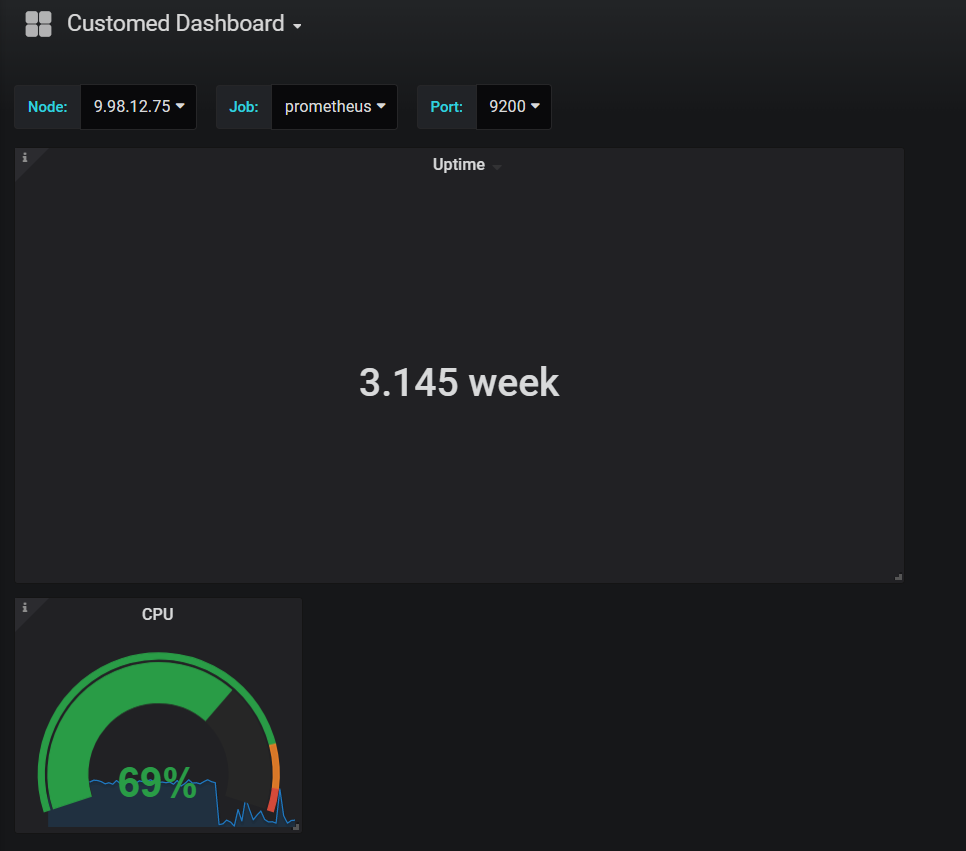 Customed Dashboard
Node: 9.98.12.75 Job: prometheus Port: 9200
Uptime
3.145 week
CPU
69%